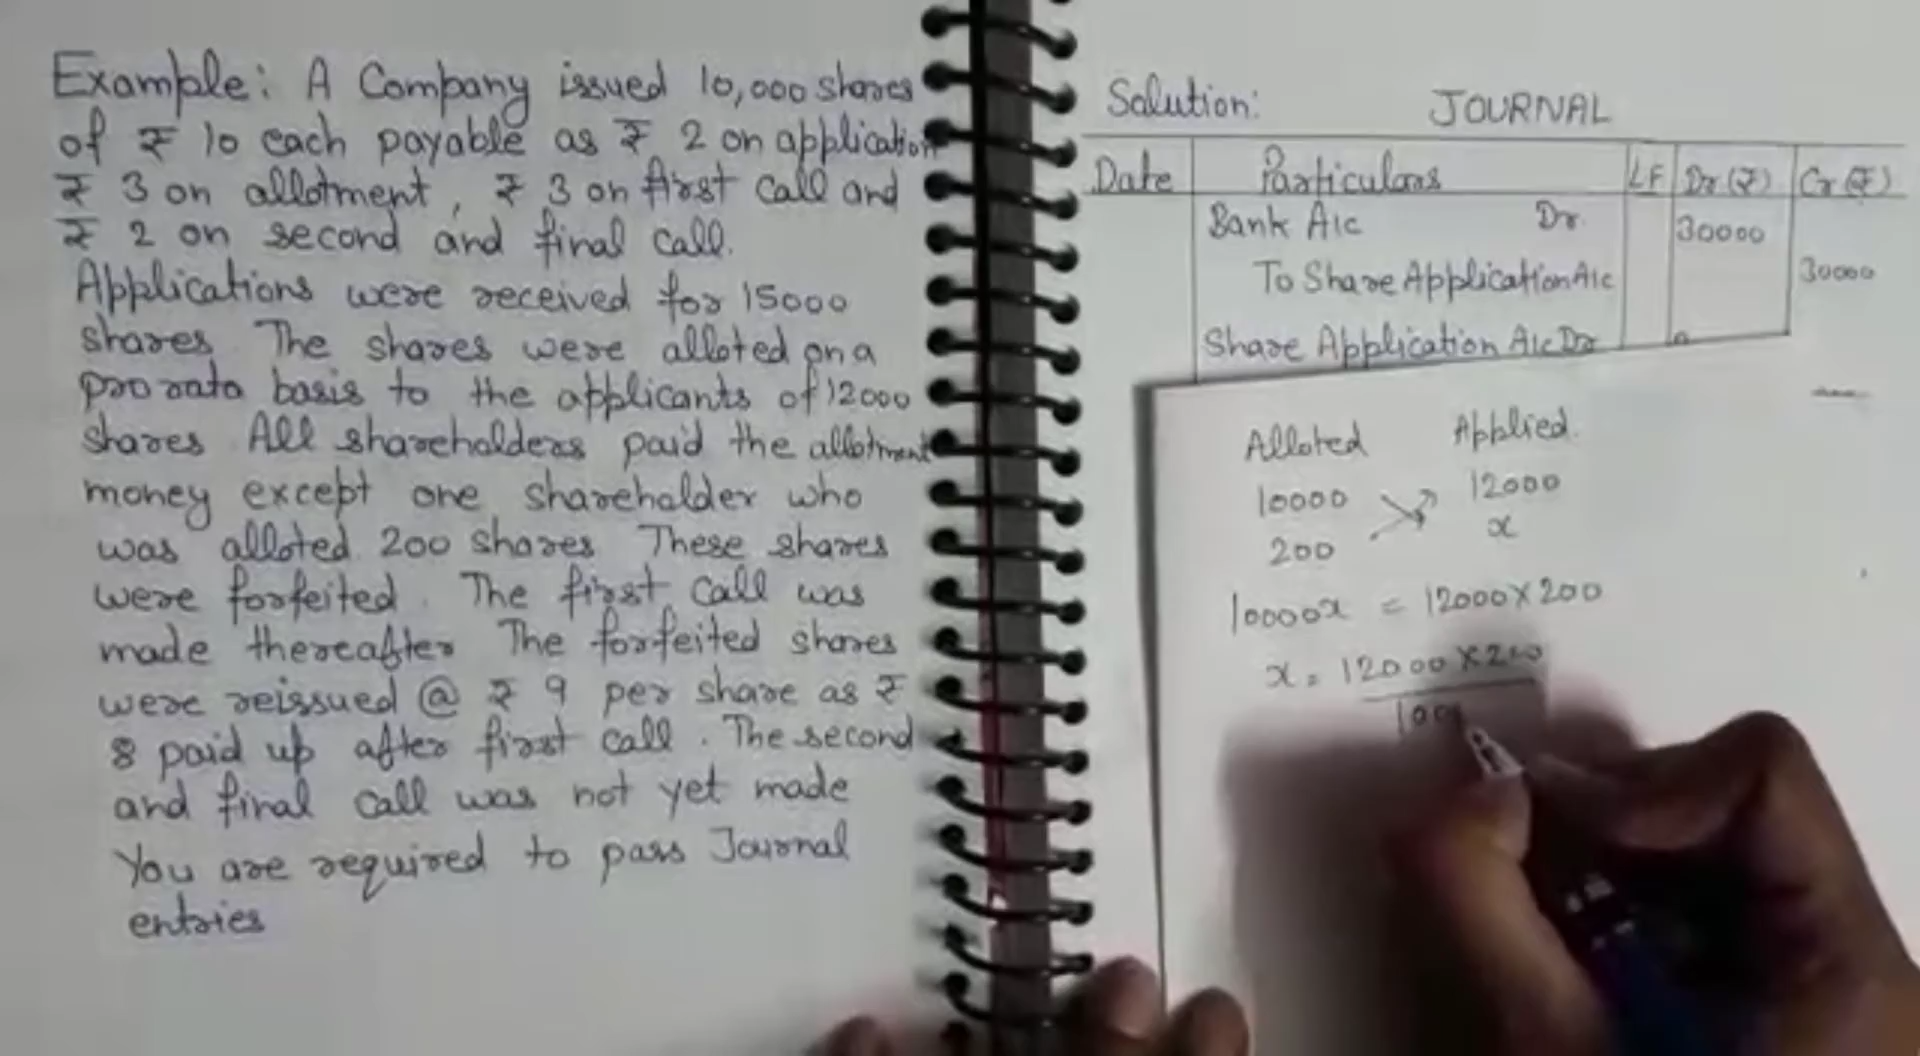 Example: A Company issued 10,000 shares
of ₹ 10 each payable as ₹ 2 on application
₹ 3 on allotment, ₹ 3 on first call and
₹ 2 on second and final call.
Applications were received for 15000
shares. The shares were alloted on a
pro rata basis to the applicants of 12000
shares. All shareholders paid the allotment
money except one shareholder who
was alloted 200 shares. These shares
were forfeited. The first call was
made thereafter. The forfeited shares
were reissued @ ₹ 9 per share as ₹
8 paid up after first call. The second
and final call was not yet made
You are required to pass Journal
entries
Solution: JOURNAL
Date Particulars LF Dr (₹) Cr (₹)
Bank A/c Dr. 30000
To Share Application A/c 30000
Share Application A/c Dr
Alloted Applied.
10000 12000
200 x
10000x = 12000 × 200
x = 12000 × 200